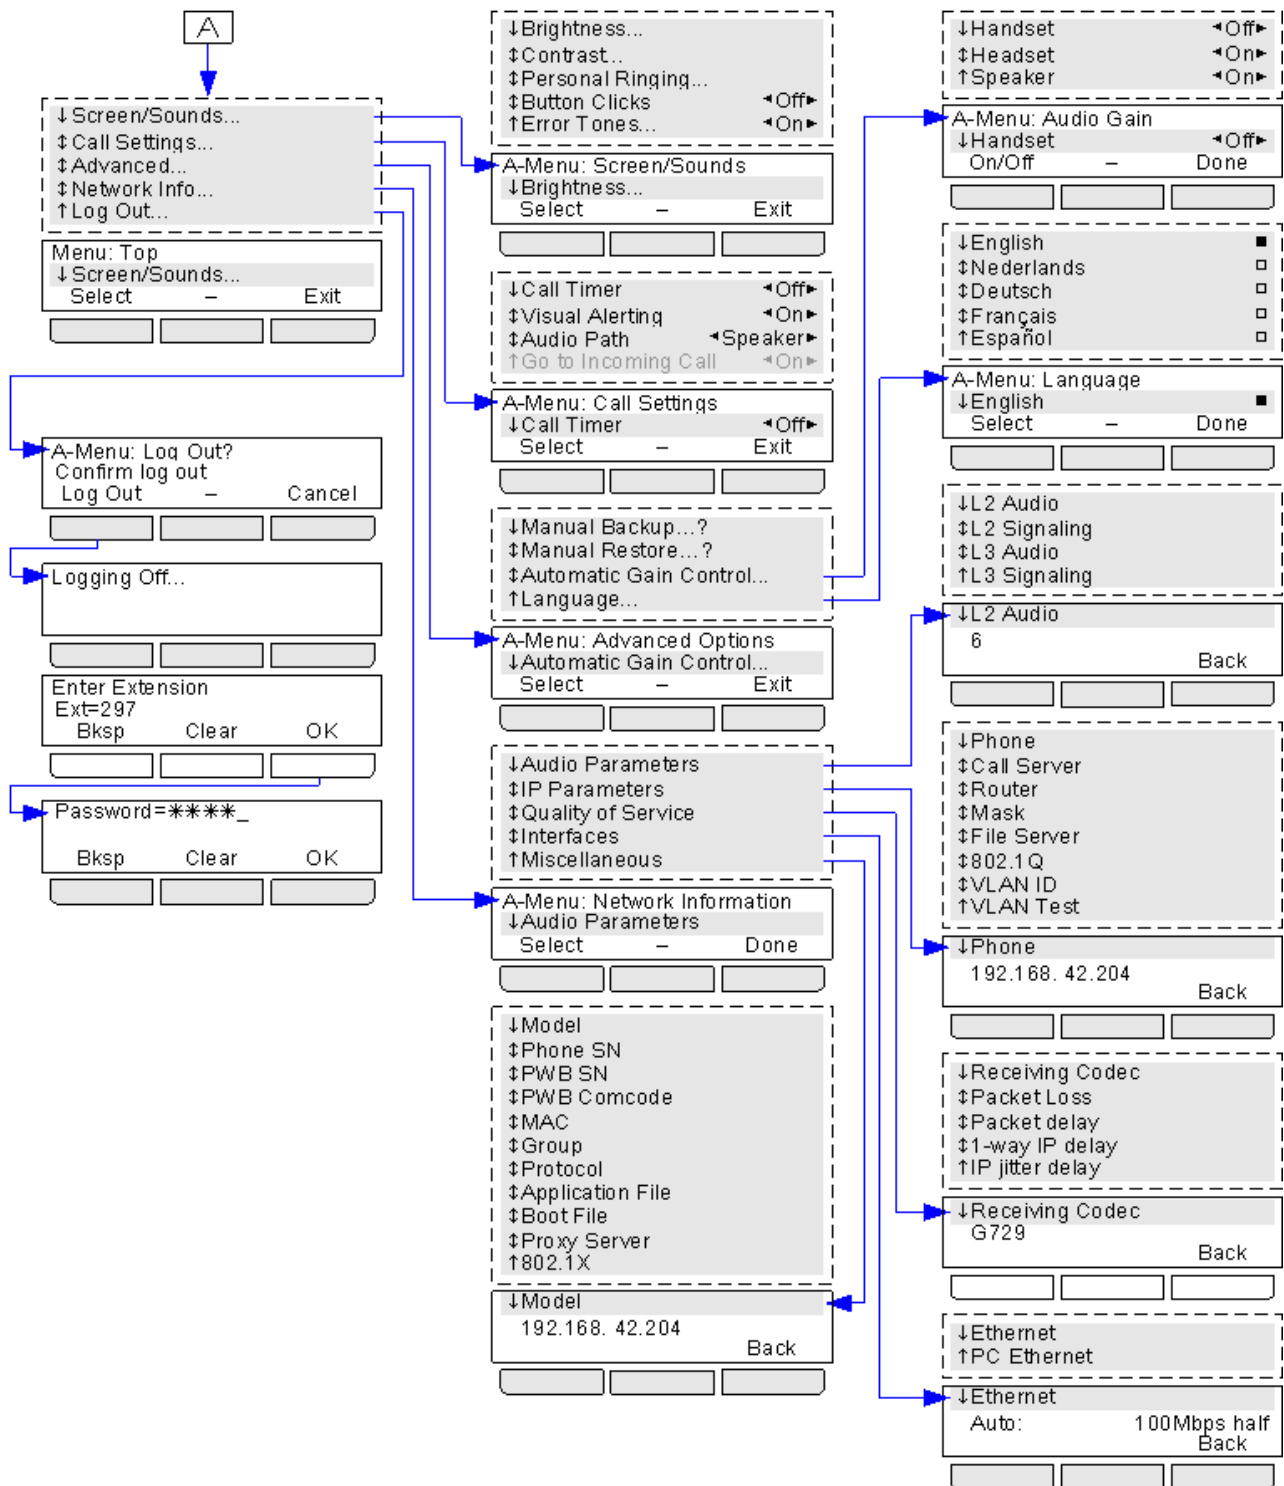 A
↓Screen/Sounds...
↕Call Settings...
↕Advanced...
↕Network Info...
↑Log Out...
Menu: Top
↓Screen/Sounds...
Select – Exit
A-Menu: Log Out?
Confirm log out
Log Out – Cancel
Logging Off...
Enter Extension
Ext=297
Bksp Clear OK
Password=****_
Bksp Clear OK
↓Brightness...
↕Contrast...
↕Personal Ringing...
↕Button Clicks ◄Off►
↑Error Tones... ◄On►
A-Menu: Screen/Sounds
↓Brightness...
Select – Exit
↓Call Timer ◄Off►
↕Visual Alerting ◄On►
↕Audio Path ◄Speaker►
↑Go to Incoming Call ◄On►
A-Menu: Call Settings
↓Call Timer ◄Off►
Select – Exit
↓Manual Backup...?
↕Manual Restore...?
↕Automatic Gain Control...
↑Language...
A-Menu: Advanced Options
↓Automatic Gain Control...
Select – Exit
↓Audio Parameters
↕IP Parameters
↕Quality of Service
↕Interfaces
↑Miscellaneous
A-Menu: Network Information
↓Audio Parameters
Select – Done
↓Model
↕Phone SN
↕PWB SN
↕PWB Comcode
↕MAC
↕Group
↕Protocol
↕Application File
↕Boot File
↕Proxy Server
↑802.1X
↓Model
192.168. 42.204
Back
↓Handset ◄Off►
↕Headset ◄On►
↑Speaker ◄On►
A-Menu: Audio Gain
↓Handset ◄Off►
On/Off – Done
↓English ■
↕Nederlands □
↕Deutsch □
↕Français □
↑Español □
A-Menu: Language
↓English ■
Select – Done
↓L2 Audio
↕L2 Signaling
↕L3 Audio
↑L3 Signaling
↓L2 Audio
6
Back
↓Phone
↕Call Server
↕Router
↕Mask
↕File Server
↕802.1Q
↕VLAN ID
↑VLAN Test
↓Phone
192.168. 42.204
Back
↓Receiving Codec
↕Packet Loss
↕Packet delay
↕1-way IP delay
↑IP jitter delay
↓Receiving Codec
G729
Back
↓Ethernet
↑PC Ethernet
↓Ethernet
Auto: 100Mbps half
Back